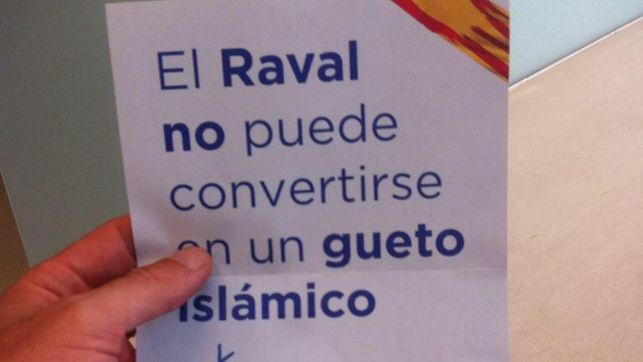 El Raval
no puede
convertirse
en un gueto
islámico